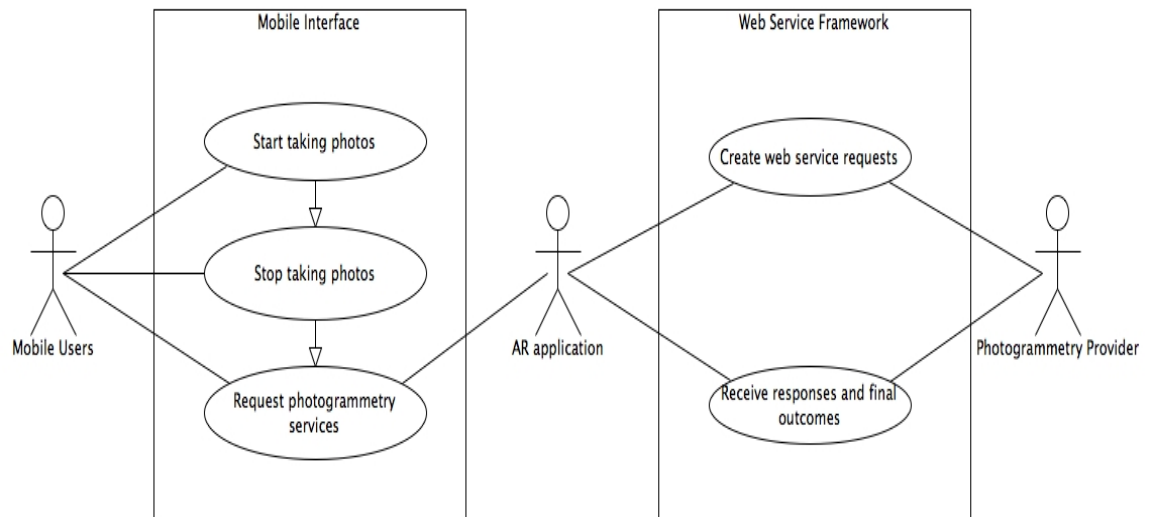 Mobile Interface
Web Service Framework
Start taking photos
Create web service requests
Stop taking photos
Mobile Users
AR application
Photogrammetry Provider
Request photogrammetry
services
Receive responses and final
outcomes